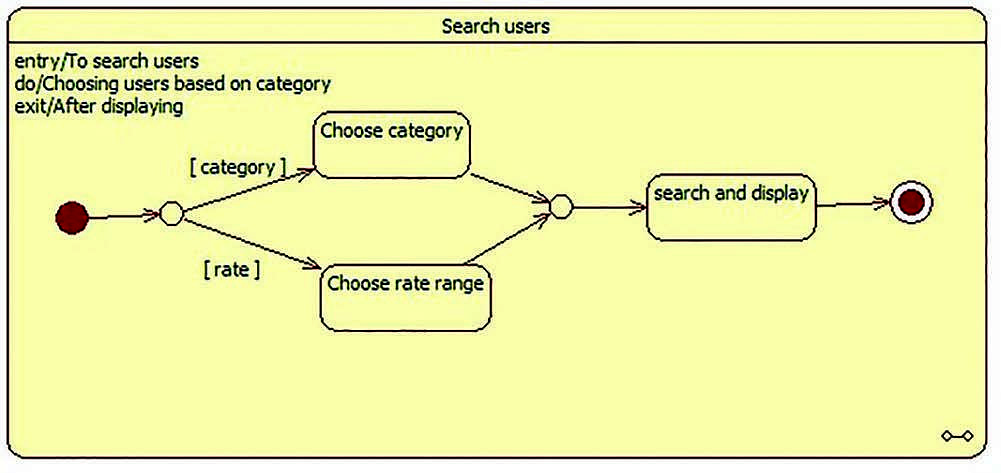 Search users
entry/To search users
do/Choosing users based on category
exit/After displaying
Choose category
[ category ]
search and display
[ rate ]
Choose rate range